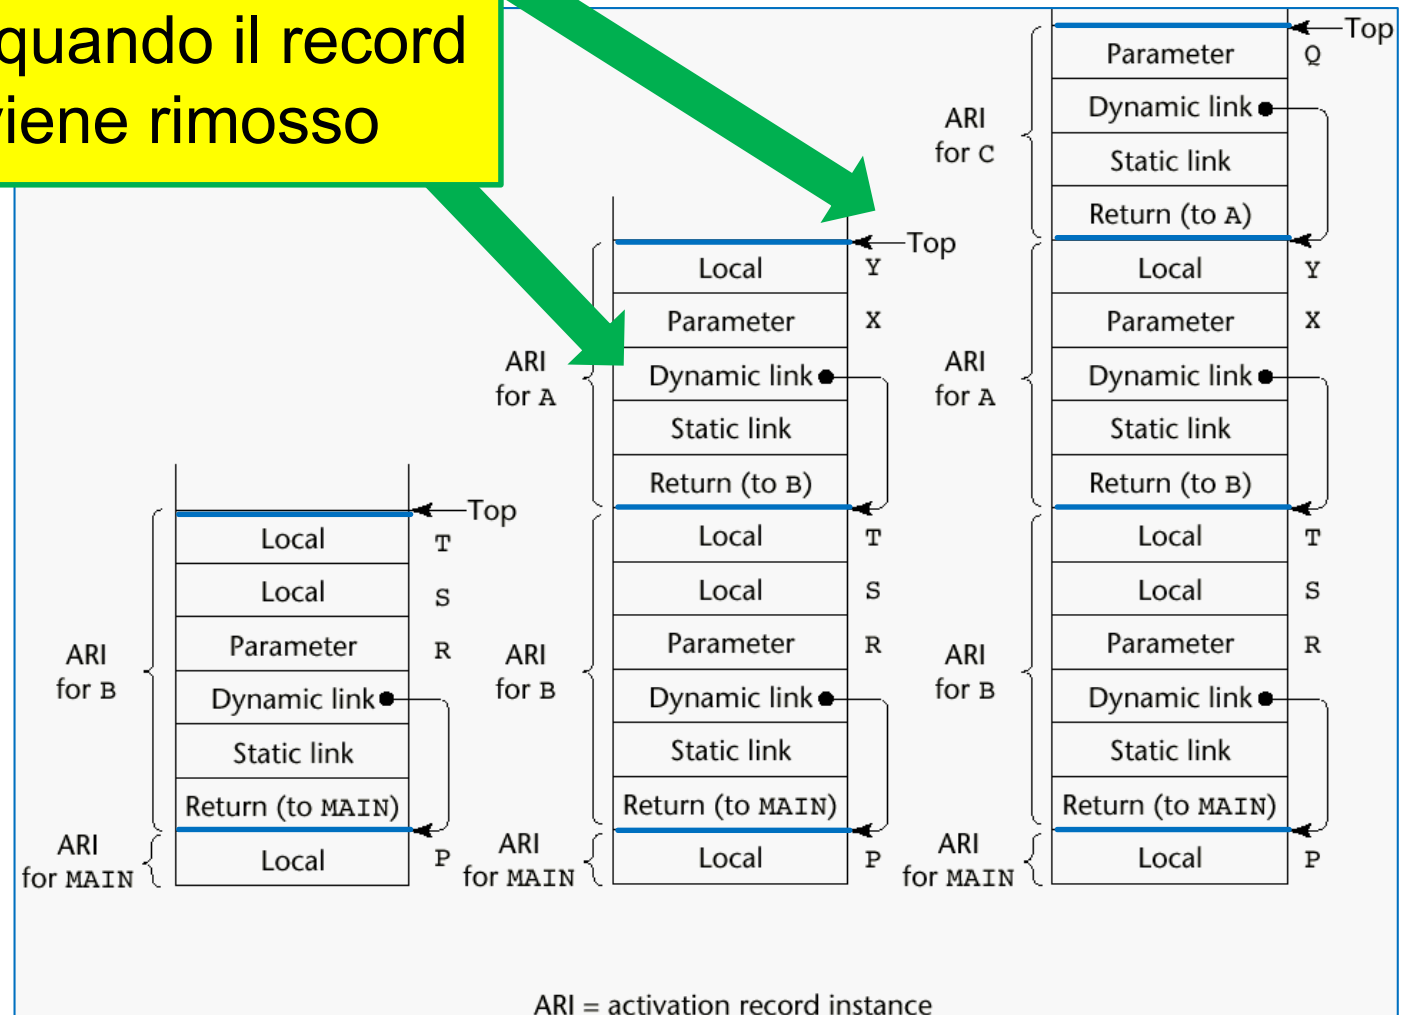 quando il record
viene rimosso
Top
Parameter Q
Dynamic link
Static link
Return (to A)
ARI
for C
Local Y
Parameter X
Dynamic link
Static link
Return (to B)
ARI
for A
Local T
Local S
Parameter R
Dynamic link
Static link
Return (to MAIN)
ARI
for B
Local P
ARI
for MAIN
Top
Local Y
Parameter X
Dynamic link
Static link
Return (to B)
ARI
for A
Local T
Local S
Parameter R
Dynamic link
Static link
Return (to MAIN)
ARI
for B
Local P
ARI
for MAIN
Top
Local T
Local S
Parameter R
Dynamic link
Static link
Return (to MAIN)
ARI
for B
Local P
ARI
for MAIN
ARI = activation record instance